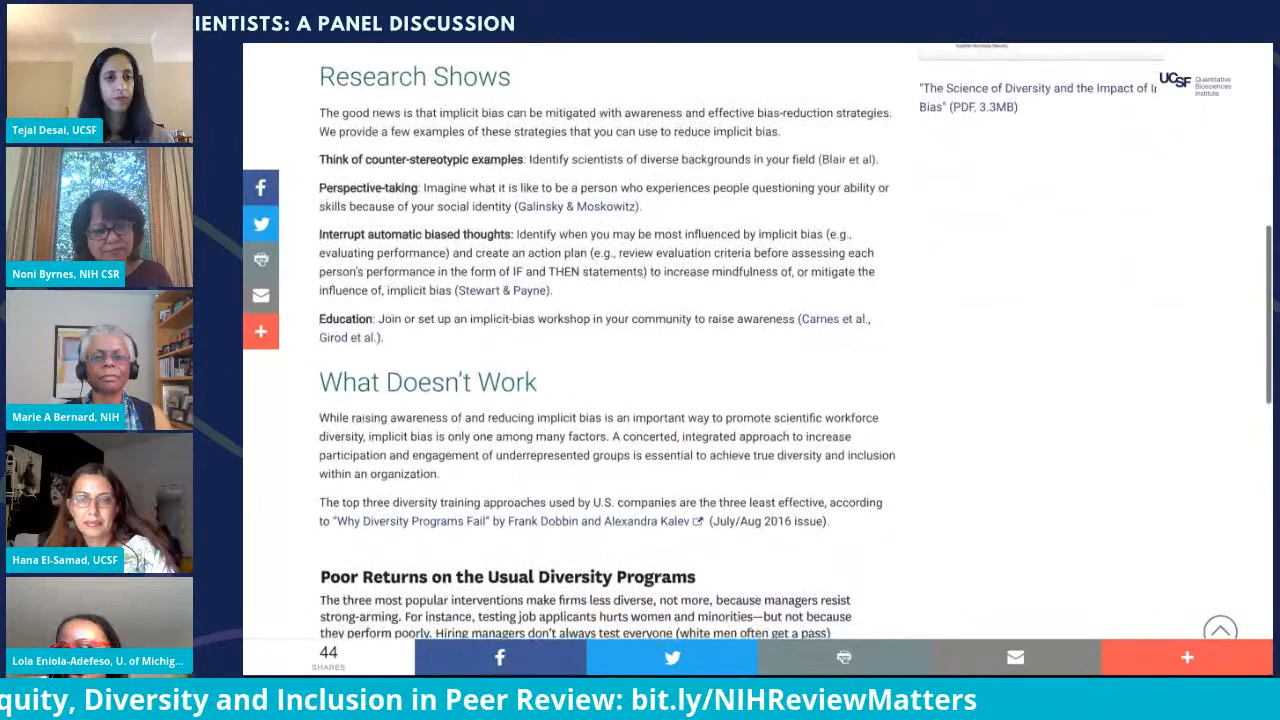 IENTISTS: A PANEL DISCUSSION
Tejal Desai, UCSF
Noni Byrnes, NIH CSR
Marie A Bernard, NIH
Hana El-Samad, UCSF
Lola Eniola-Adefeso, U. of Michig...
Research Shows
The good news is that implicit bias can be mitigated with awareness and effective bias-reduction strategies.
We provide a few examples of these strategies that you can use to reduce implicit bias.
Think of counter-stereotypic examples: Identify scientists of diverse backgrounds in your field (Blair et al).
Perspective-taking: Imagine what it is like to be a person who experiences people questioning your ability or
skills because of your social identity (Galinsky & Moskowitz).
Interrupt automatic biased thoughts: Identify when you may be most influenced by implicit bias (e.g.,
evaluating performance) and create an action plan (e.g., review evaluation criteria before assessing each
person's performance in the form of IF and THEN statements) to increase mindfulness of, or mitigate the
influence of, implicit bias (Stewart & Payne).
Education: Join or set up an implicit-bias workshop in your community to raise awareness (Carnes et al.,
Girod et al.).
What Doesn't Work
While raising awareness of and reducing implicit bias is an important way to promote scientific workforce
diversity, implicit bias is only one among many factors. A concerted, integrated approach to increase
participation and engagement of underrepresented groups is essential to achieve true diversity and inclusion
within an organization.
The top three diversity training approaches used by U.S. companies are the three least effective, according
to "Why Diversity Programs Fail" by Frank Dobbin and Alexandra Kalev (July/Aug 2016 issue).
Poor Returns on the Usual Diversity Programs
The three most popular interventions make firms less diverse, not more, because managers resist
strong-arming. For instance, testing job applicants hurts women and minorities—but not because
they perform poorly. Hiring managers don't always test everyone (white men often get a pass)
"The Science of Diversity and the Impact of I
Bias" (PDF, 3.3MB)
UCSF
Quantitative
Biosciences
Institute
44
SHARES
quity, Diversity and Inclusion in Peer Review: bit.ly/NIHReviewMatters